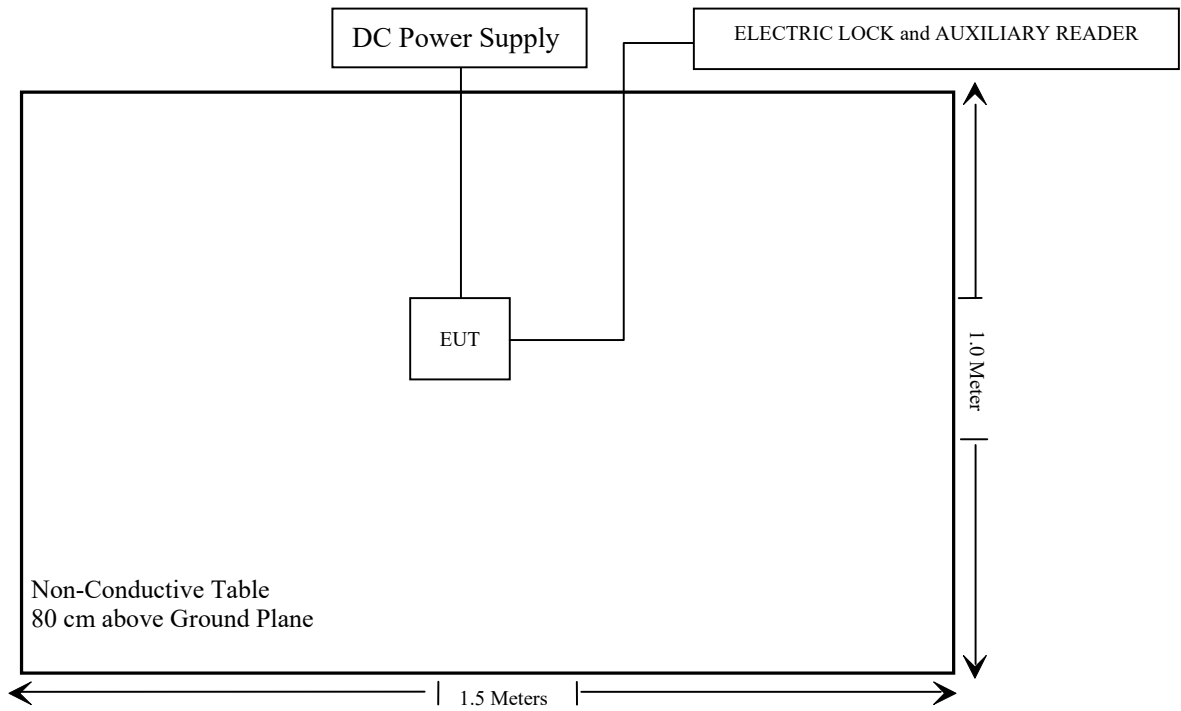 DC Power Supply
ELECTRIC LOCK and AUXILIARY READER
EUT
1.0 Meter
Non-Conductive Table
80 cm above Ground Plane
1.5 Meters